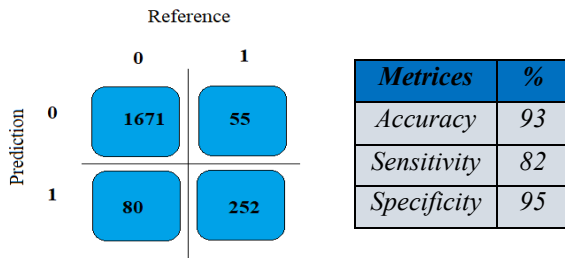 Reference
0 1
Prediction
0 1671 55
1 80 252
Metrices %
Accuracy 93
Sensitivity 82
Specificity 95